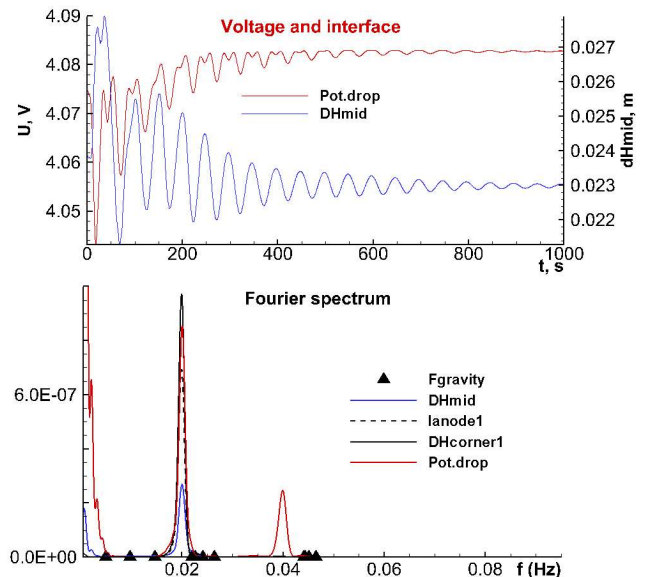 Voltage and interface
4.09
4.08
4.07
4.06
4.05
U, V
Pot.drop
DHmid
0.027
0.026
0.025
0.024
0.023
0.022
dHmid, m
0 200 400 600 800 1000
t, s
Fourier spectrum
6.0E-07
0.0E+00
Fgravity
DHmid
Ianode1
DHcorner1
Pot.drop
0.02 0.04 0.06 0.08 f (Hz)